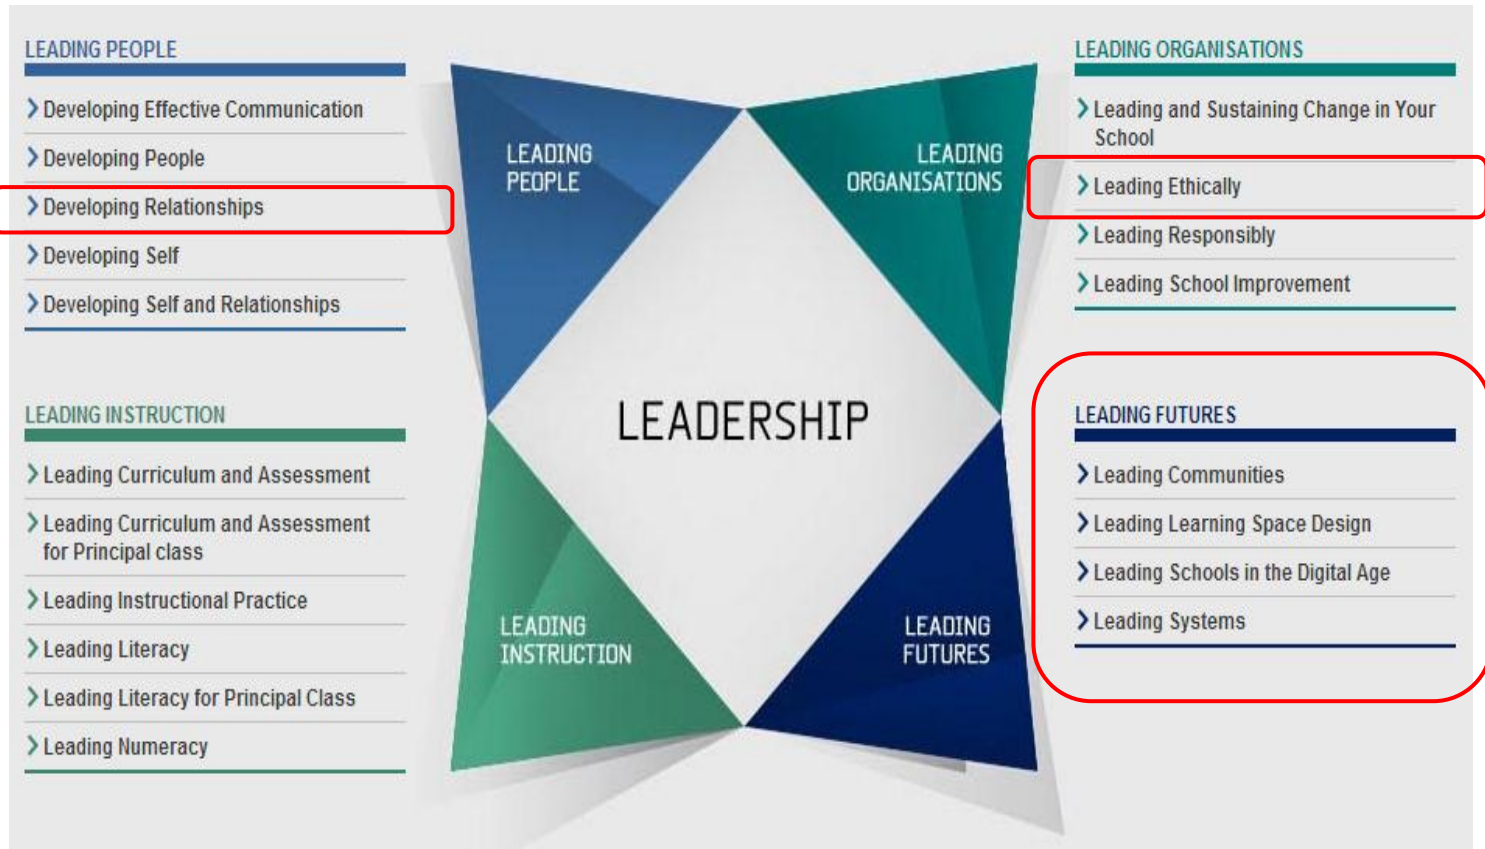 LEADING PEOPLE
Developing Effective Communication
Developing People
Developing Relationships
Developing Self
Developing Self and Relationships
LEADING INSTRUCTION
Leading Curriculum and Assessment
Leading Curriculum and Assessment
for Principal class
Leading Instructional Practice
Leading Literacy
Leading Literacy for Principal Class
Leading Numeracy
LEADING
PEOPLE
LEADING
ORGANISATIONS
LEADERSHIP
LEADING
INSTRUCTION
LEADING
FUTURES
LEADING ORGANISATIONS
Leading and Sustaining Change in Your
School
Leading Ethically
Leading Responsibly
Leading School Improvement
LEADING FUTURES
Leading Communities
Leading Learning Space Design
Leading Schools in the Digital Age
Leading Systems